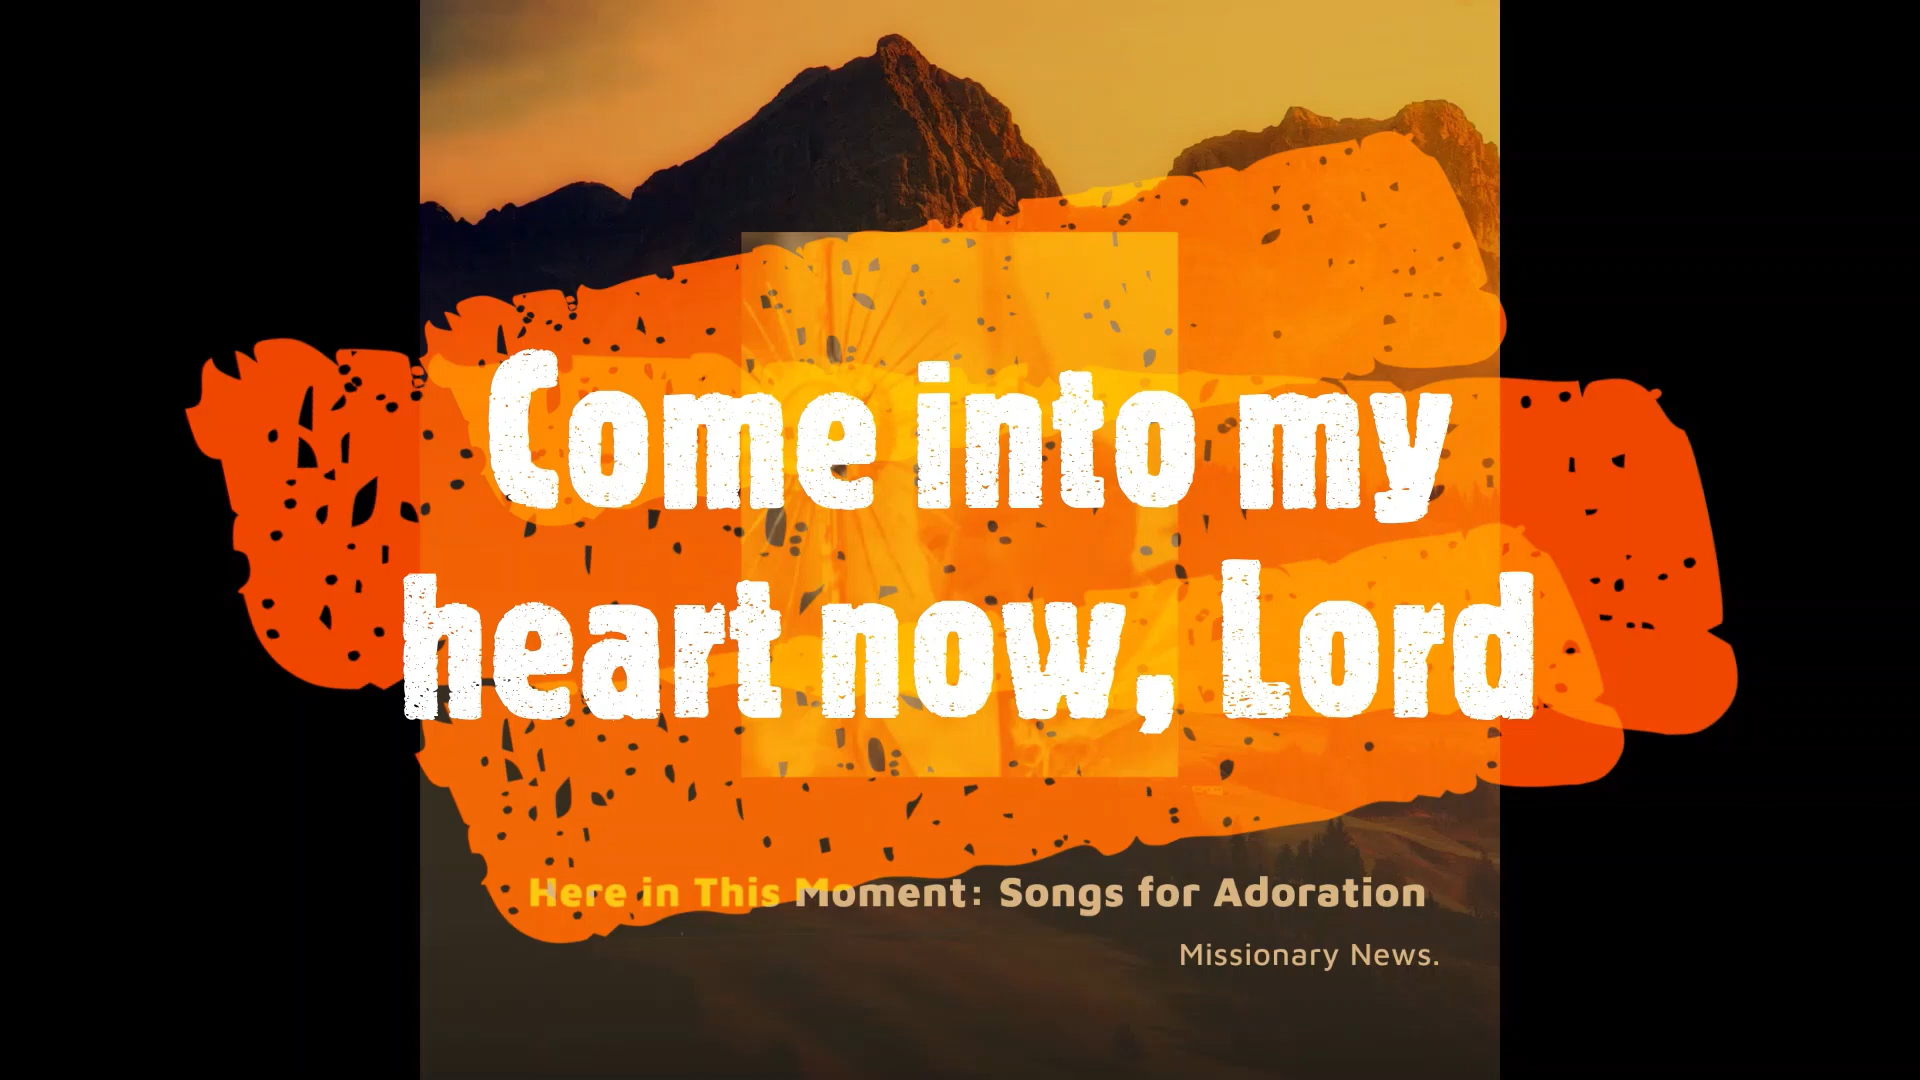 Come into my
heart now, Lord
Here in This Moment: Songs for Adoration
Missionary News.